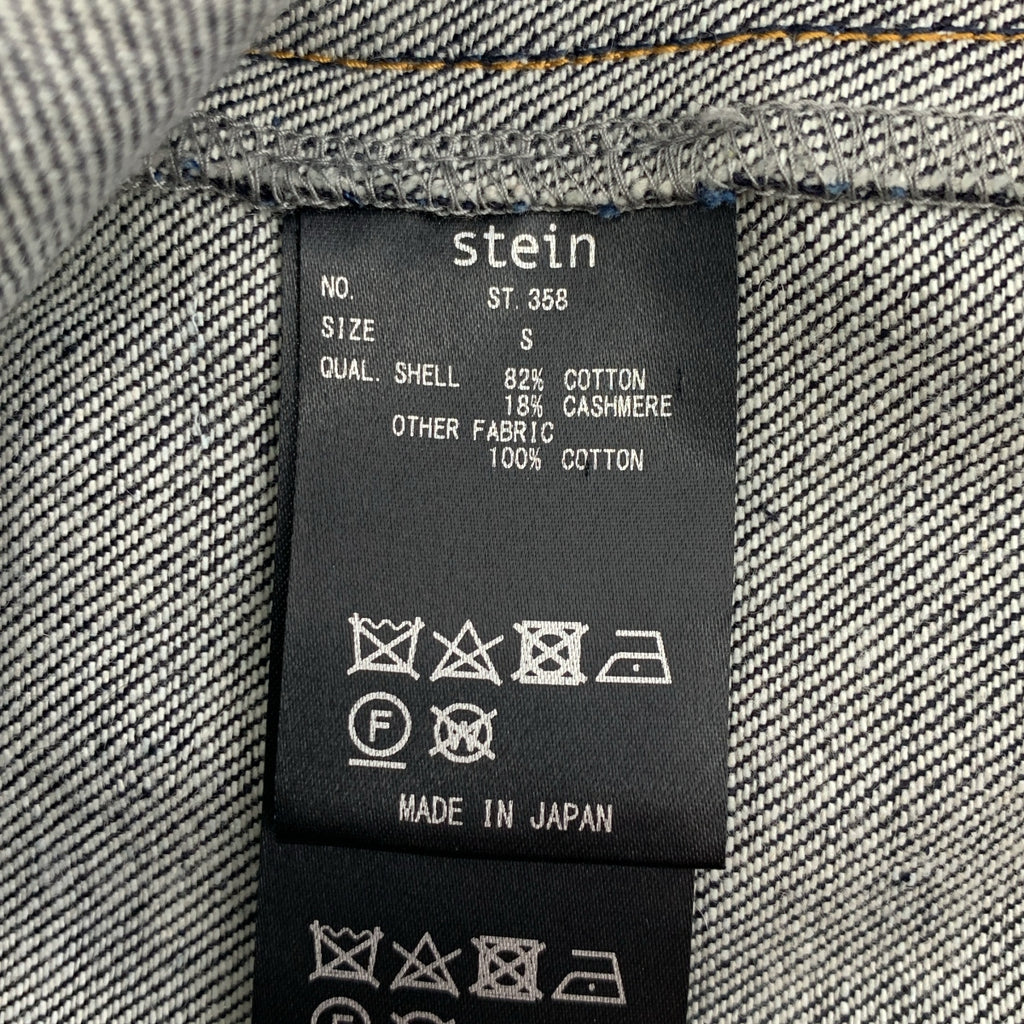 stein
NO. ST. 358
SIZE S
QUAL. SHELL 82% COTTON
18% CASHMERE
OTHER FABRIC
100% COTTON
F W
MADE IN JAPAN